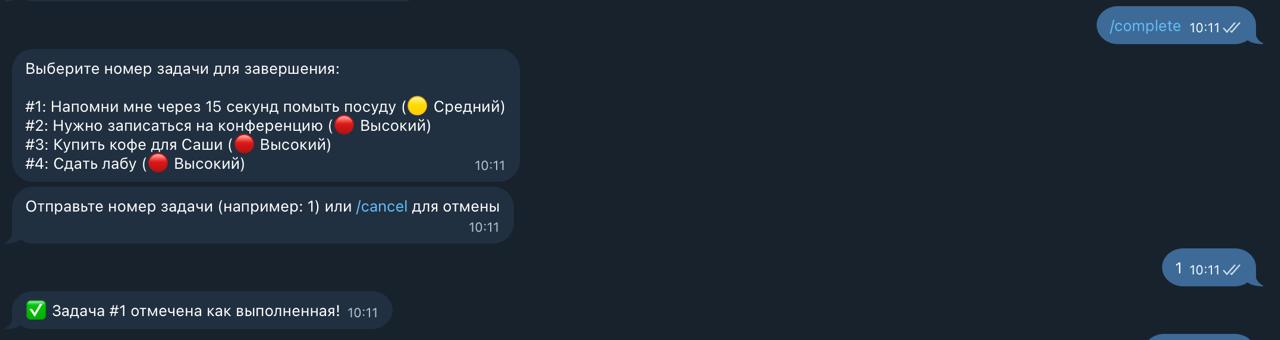 /complete 10:11
Выберите номер задачи для завершения:
#1: Напомни мне через 15 секунд помыть посуду (🟡 Средний)
#2: Нужно записаться на конференцию (🔴 Высокий)
#3: Купить кофе для Саши (🔴 Высокий)
#4: Сдать лабу (🔴 Высокий)
10:11
Отправьте номер задачи (например: 1) или /cancel для отмены
10:11
1 10:11
✅ Задача #1 отмечена как выполненная! 10:11